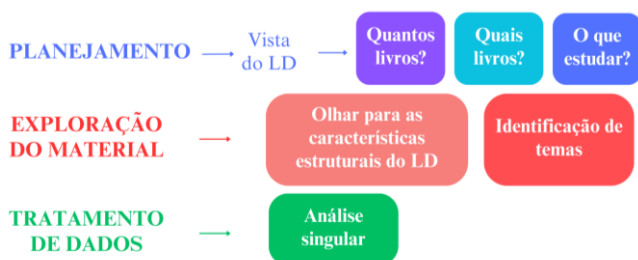 PLANEJAMENTO
Vista
do LD
Quantos
livros?
Quais
livros?
O que
estudar?
EXPLORAÇÃO
DO MATERIAL
Olhar para as
características
estruturais do LD
Identificação de
temas
TRATAMENTO
DE DADOS
Análise
singular